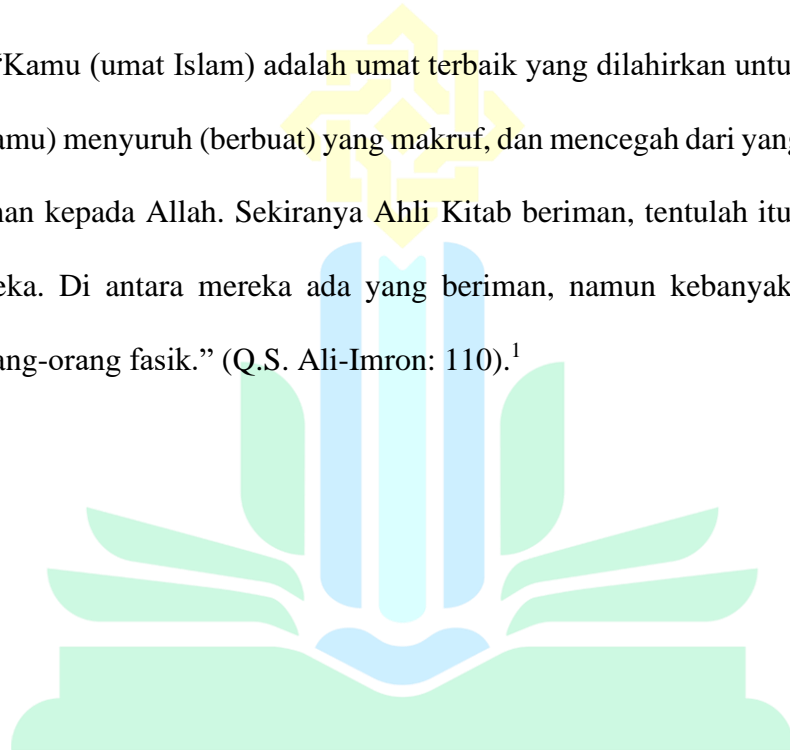 “Kamu (umat Islam) adalah umat terbaik yang dilahirkan untu
amu) menyuruh (berbuat) yang makruf, dan mencegah dari yang
nan kepada Allah. Sekiranya Ahli Kitab beriman, tentulah itu
eka. Di antara mereka ada yang beriman, namun kebanyak
ang-orang fasik.” (Q.S. Ali-Imron: 110).1